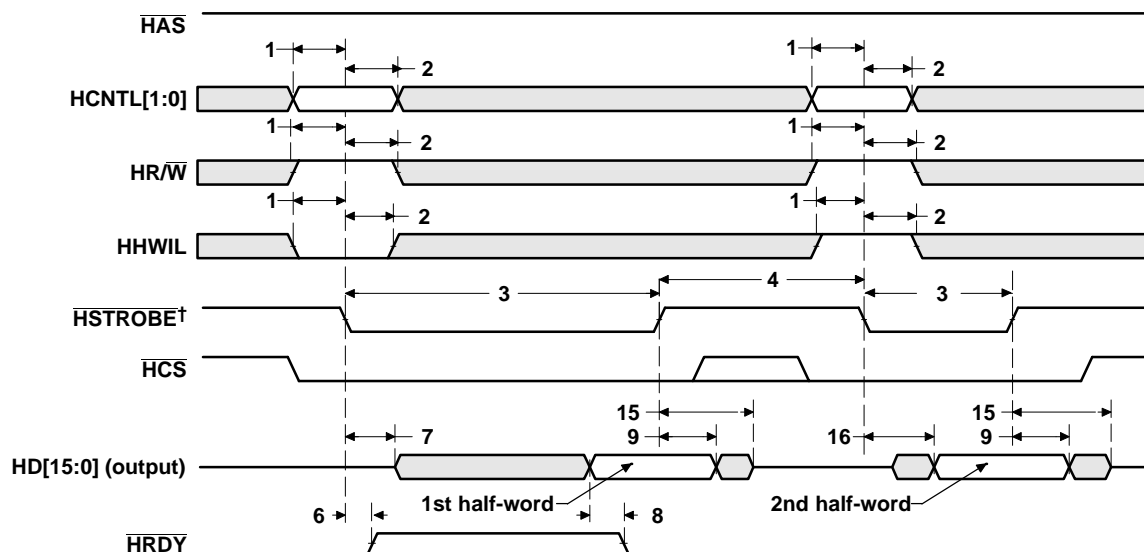 HAS
1
1
2
2
HCNTL[1:0]
1
1
2
2
HR/W
1
1
2
2
HHWIL
4
3
3
HSTROBE†
HCS
15
15
7
9
16
9
HD[15:0] (output)
1st half-word
2nd half-word
6
8
HRDY